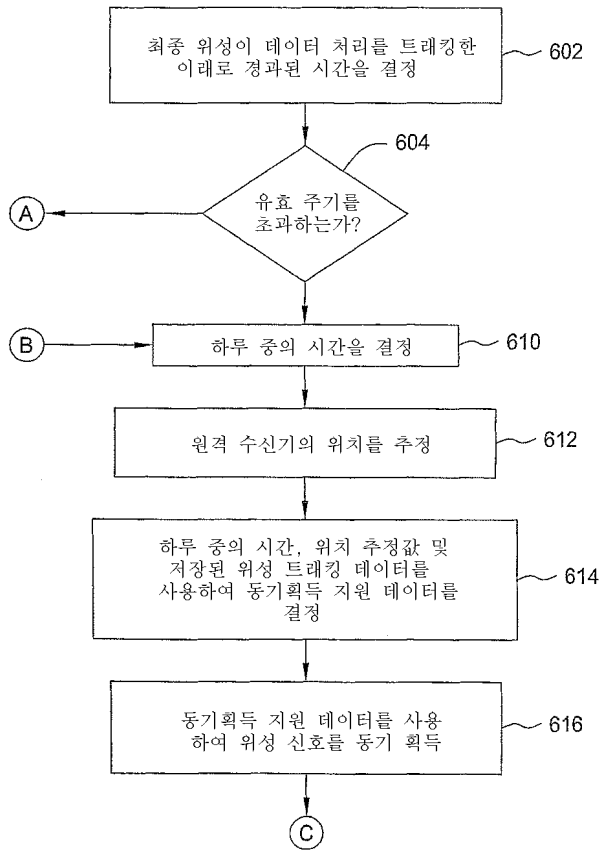 최종 위성이 데이터 처리를 트래킹한
이래로 경과된 시간을 결정
602
604
유효 주기를
초과하는가?
A
B
하루 중의 시간을 결정
610
원격 수신기의 위치를 추정
612
하루 중의 시간, 위치 추정값 및
저장된 위성 트래킹 데이터를
사용하여 동기획득 지원 데이터를
결정
614
동기획득 지원 데이터를 사용
하여 위성 신호를 동기 획득
616
C